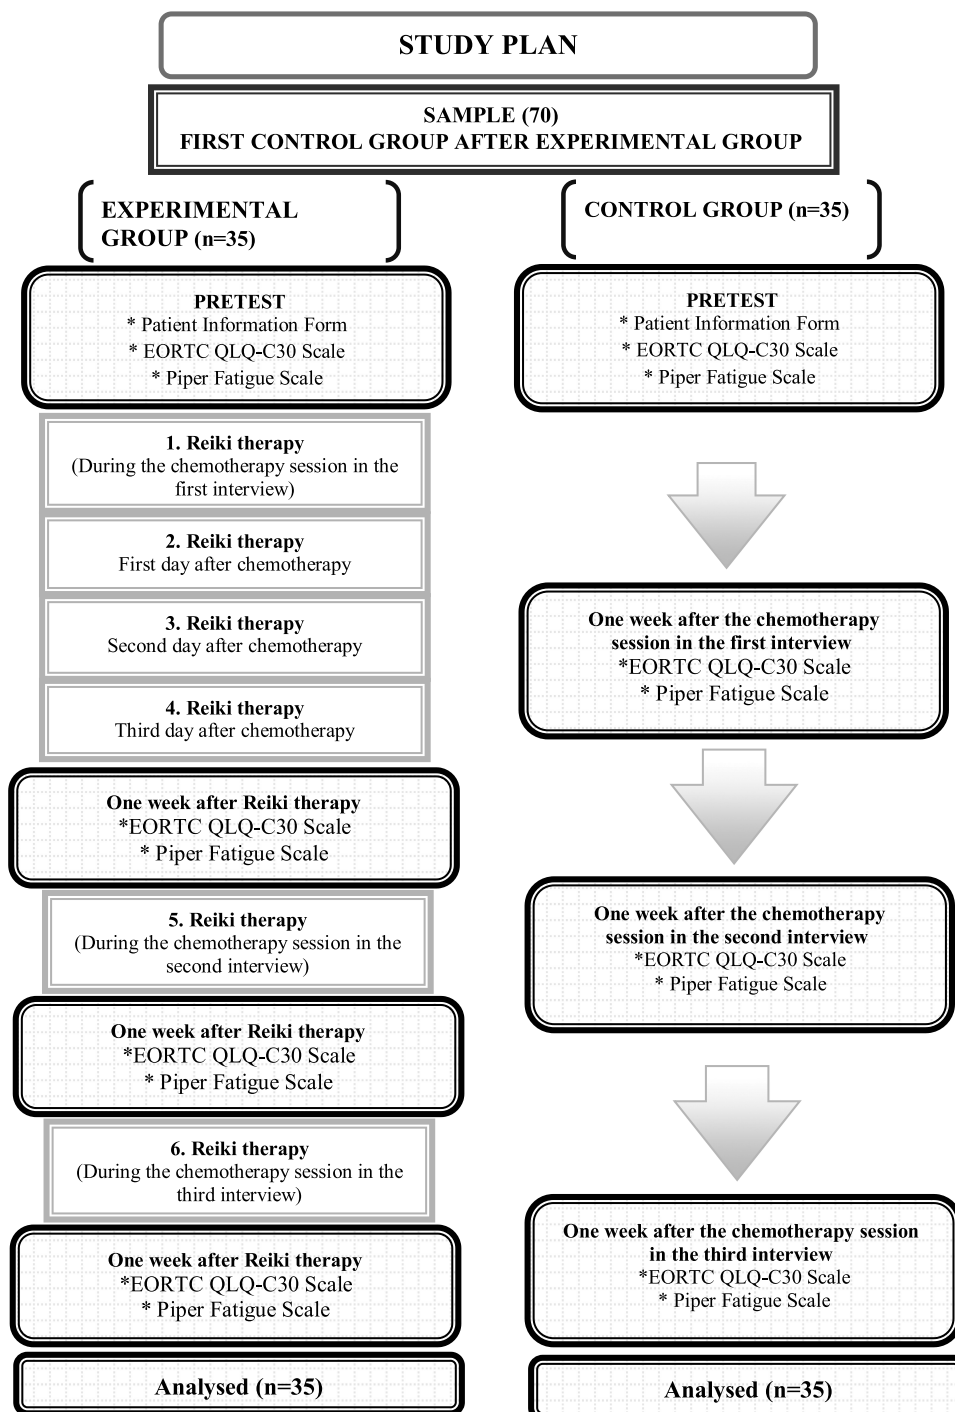 STUDY PLAN
SAMPLE (70)
FIRST CONTROL GROUP AFTER EXPERIMENTAL GROUP
EXPERIMENTAL
GROUP (n=35)
PRETEST
* Patient Information Form
* EORTC QLQ-C30 Scale
* Piper Fatigue Scale
1. Reiki therapy
(During the chemotherapy session in the
first interview)
2. Reiki therapy
First day after chemotherapy
3. Reiki therapy
Second day after chemotherapy
4. Reiki therapy
Third day after chemotherapy
One week after Reiki therapy
*EORTC QLQ-C30 Scale
* Piper Fatigue Scale
5. Reiki therapy
(During the chemotherapy session in the
second interview)
One week after Reiki therapy
*EORTC QLQ-C30 Scale
* Piper Fatigue Scale
6. Reiki therapy
(During the chemotherapy session in the
third interview)
One week after Reiki therapy
*EORTC QLQ-C30 Scale
* Piper Fatigue Scale
Analysed (n=35)
CONTROL GROUP (n=35)
PRETEST
* Patient Information Form
* EORTC QLQ-C30 Scale
* Piper Fatigue Scale
One week after the chemotherapy
session in the first interview
*EORTC QLQ-C30 Scale
* Piper Fatigue Scale
One week after the chemotherapy
session in the second interview
*EORTC QLQ-C30 Scale
* Piper Fatigue Scale
One week after the chemotherapy session
in the third interview
*EORTC QLQ-C30 Scale
* Piper Fatigue Scale
Analysed (n=35)